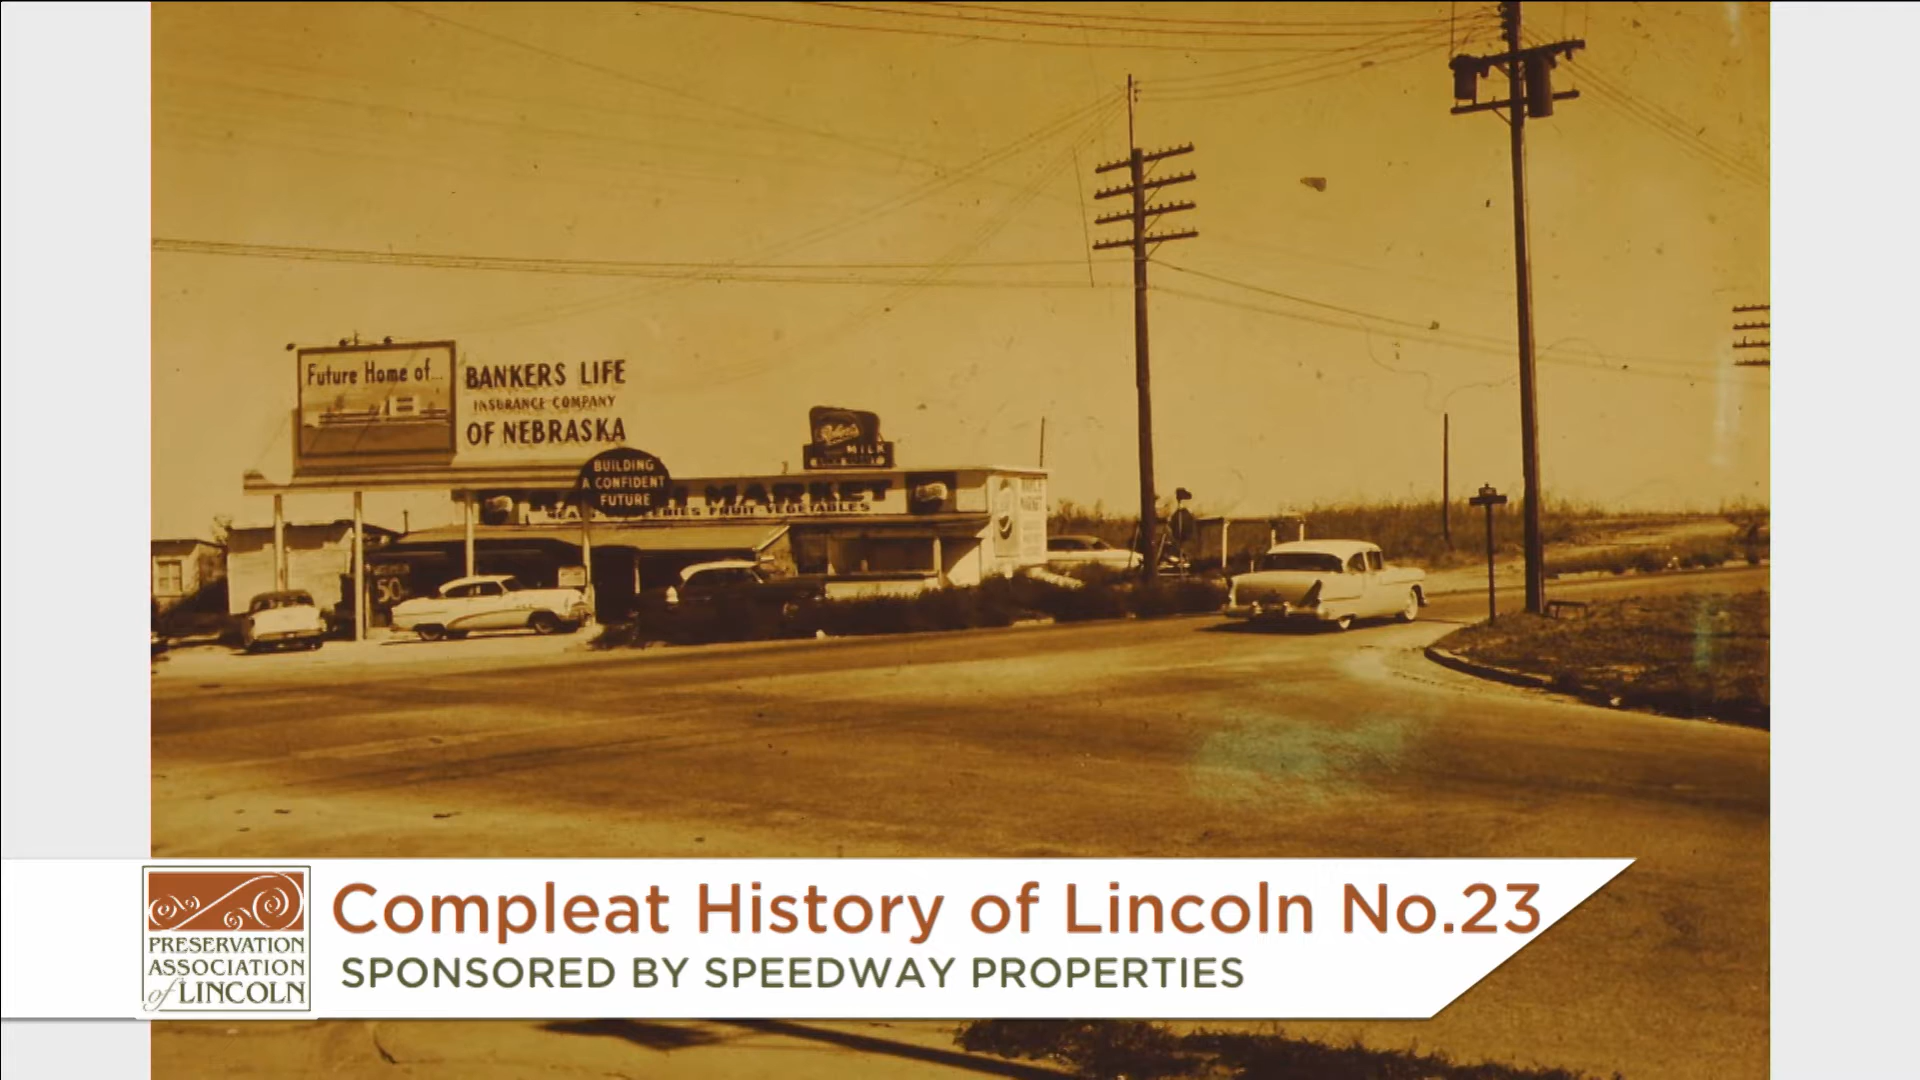 Future Home of...
BANKERS LIFE
INSURANCE COMPANY
OF NEBRASKA
BUILDING
A CONFIDENT
FUTURE
MILK
MARKET
FRUIT VEGETABLES
50
MARKET
PRESERVATION
ASSOCIATION
of LINCOLN
Compleat History of Lincoln No.23
SPONSORED BY SPEEDWAY PROPERTIES